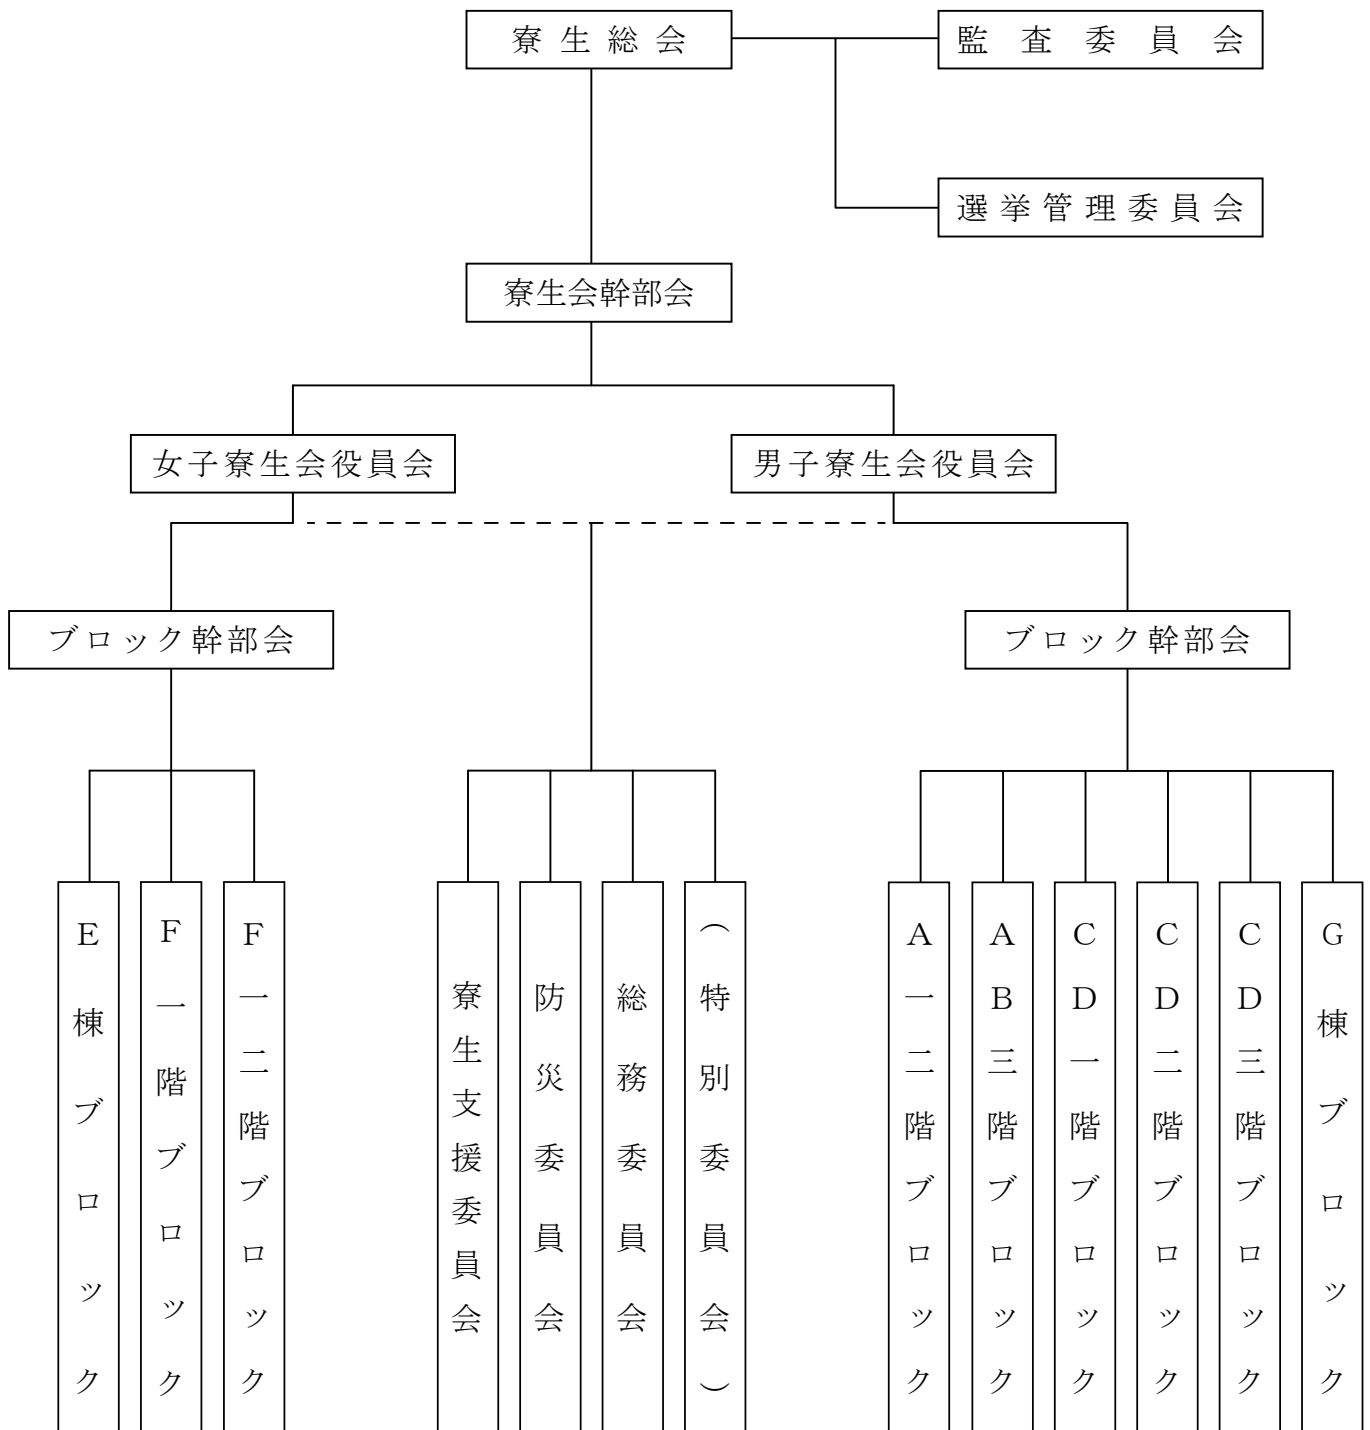 寮生総会
監査委員会
選挙管理委員会
寮生会幹部会
女子寮生会役員会
男子寮生会役員会
ブロック幹部会
ブロック幹部会
E棟ブロック
F一階ブロック
F一二階ブロック
寮生支援委員会
防災委員会
総務委員会
（特別委員会）
A一二階ブロック
AB三階ブロック
CD一階ブロック
CD二階ブロック
CD三階ブロック
G棟ブロック